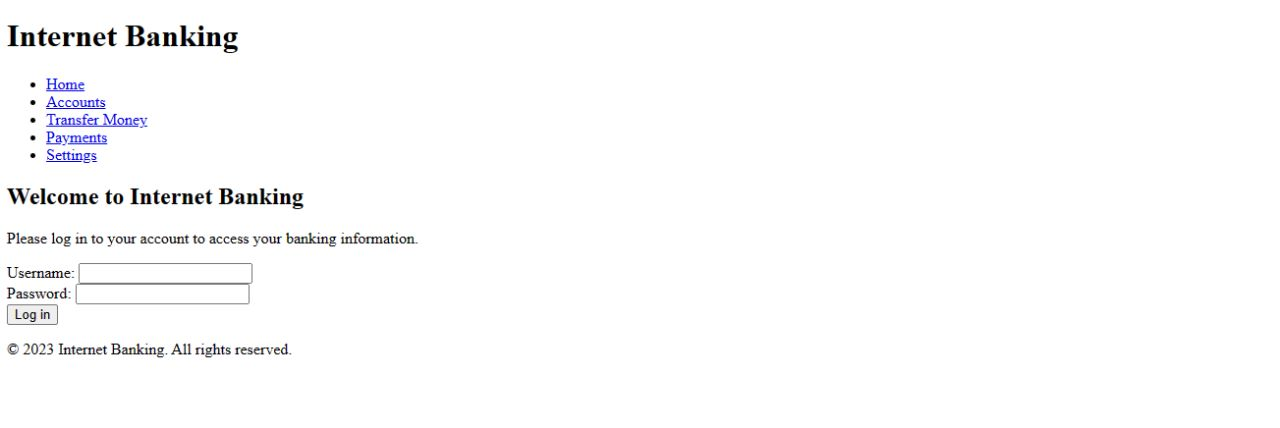 Internet Banking
Home
Accounts
Transfer Money
Payments
Settings
Welcome to Internet Banking
Please log in to your account to access your banking information.
Username:
Password:
Log in
© 2023 Internet Banking. All rights reserved.